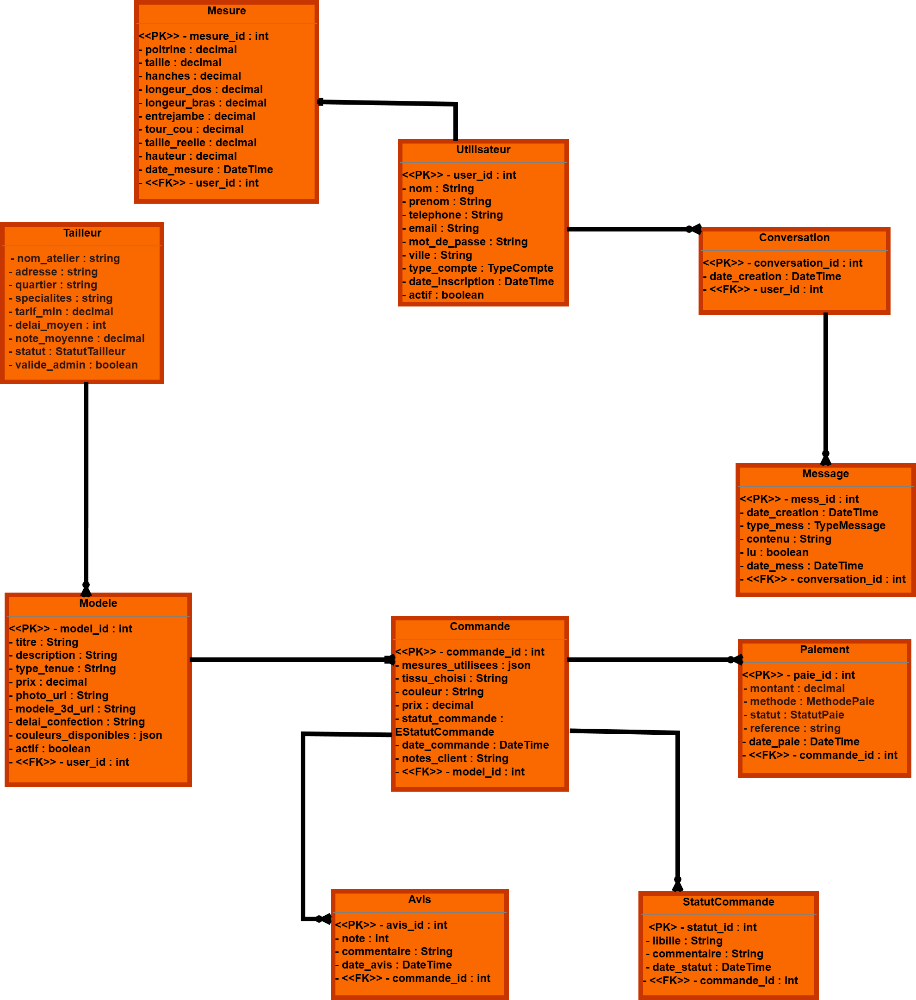 Mesure
<<PK>> - mesure_id : int
- poitrine : decimal
- taille : decimal
- hanches : decimal
- longeur_dos : decimal
- longeur_bras : decimal
- entrejambe : decimal
- tour_cou : decimal
- taille_reelle : decimal
- hauteur : decimal
- date_mesure : DateTime
- <<FK>> - user_id : int
Utilisateur
<<PK>> - user_id : int
- nom : String
- prenom : String
- telephone : String
- email : String
- mot_de_passe : String
- ville : String
- type_compte : TypeCompte
- date_inscription : DateTime
- actif : boolean
Tailleur
- nom_atelier : string
- adresse : string
- quartier : string
- specialites : string
- tarif_min : decimal
- delai_moyen : int
- note_moyenne : decimal
- statut : StatutTailleur
- valide_admin : boolean
Conversation
<<PK>> - conversation_id : int
- date_creation : DateTime
- <<FK>> - user_id : int
Message
<<PK>> - mess_id : int
- date_creation : DateTime
- type_mess : TypeMessage
- contenu : String
- lu : boolean
- date_mess : DateTime
- <<FK>> - conversation_id : int
Modele
<<PK>> - model_id : int
- titre : String
- description : String
- type_tenue : String
- prix : decimal
- photo_url : String
- modele_3d_url : String
- delai_confection : String
- couleurs_disponibles : json
- actif : boolean
- <<FK>> - user_id : int
Commande
<<PK>> - commande_id : int
- mesures_utilisees : json
- tissu_choisi : String
- couleur : String
- prix : decimal
- statut_commande :
EStatutCommande
- date_commande : DateTime
- notes_client : String
- <<FK>> - model_id : int
Paiement
<<PK>> - paie_id : int
- montant : decimal
- methode : MethodePaie
- statut : StatutPaie
- reference : string
- date_paie : DateTime
- <<FK>> - commande_id : int
Avis
<<PK>> - avis_id : int
- note : int
- commentaire : String
- date_avis : DateTime
- <<FK>> - commande_id : int
StatutCommande
<PK> - statut_id : int
- libille : String
- commentaire : String
- date_statut : DateTime
- <<FK>> - commande_id : int